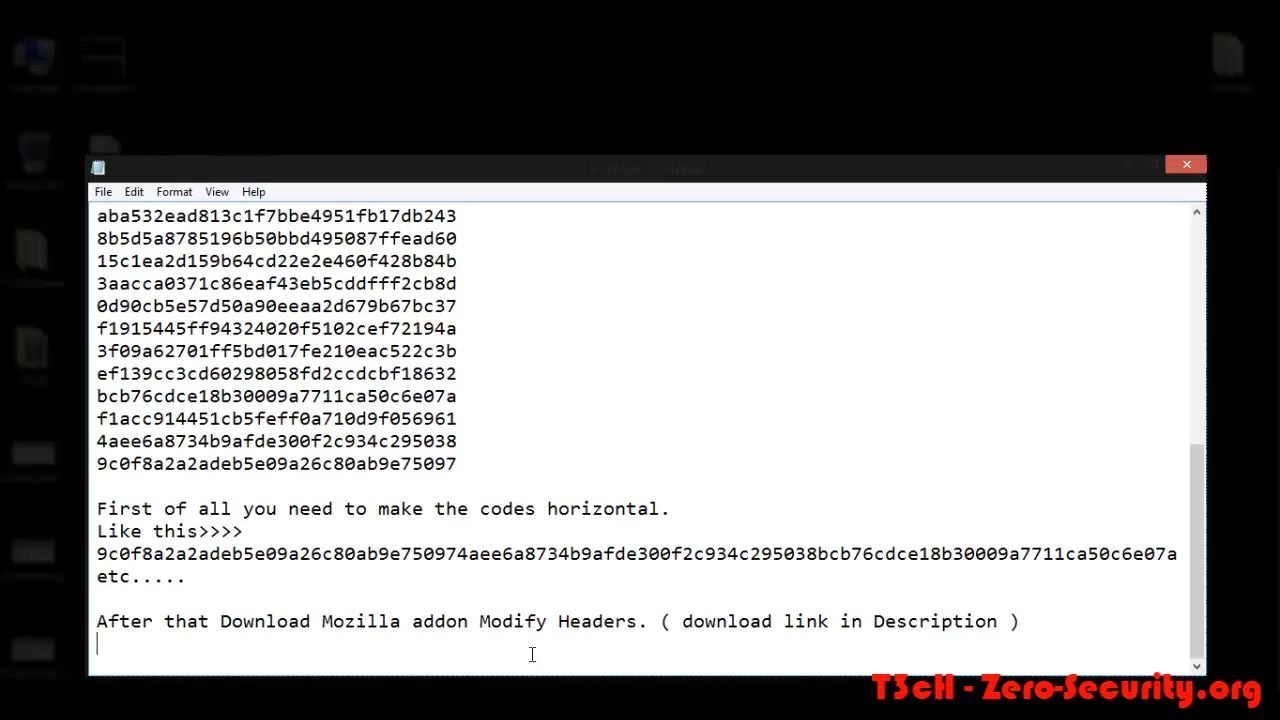 File Edit Format View Help
aba532ead813c1f7bbe4951fb17db243
8b5d5a8785196b50bbd495087ffead60
15c1ea2d159b64cd22e2e460f428b84b
3aacca0371c86eaf43eb5cddfff2cb8d
0d90cb5e57d50a90eeaa2d679b67bc37
f1915445ff94324020f5102cef72194a
3f09a62701ff5bd017fe210eac522c3b
ef139cc3cd60298058fd2ccdcbf18632
bcb76cdce18b30009a7711ca50c6e07a
f1acc914451cb5feff0a710d9f056961
4aee6a8734b9afde300f2c934c295038
9c0f8a2a2adeb5e09a26c80ab9e75097
First of all you need to make the codes horizontal.
Like this>>>>
9c0f8a2a2adeb5e09a26c80ab9e750974aee6a8734b9afde300f2c934c295038bcb76cdce18b30009a7711ca50c6e07a
etc.....
After that Download Mozilla addon Modify Headers. ( download link in Description )
T3cH - Zero-Security.org